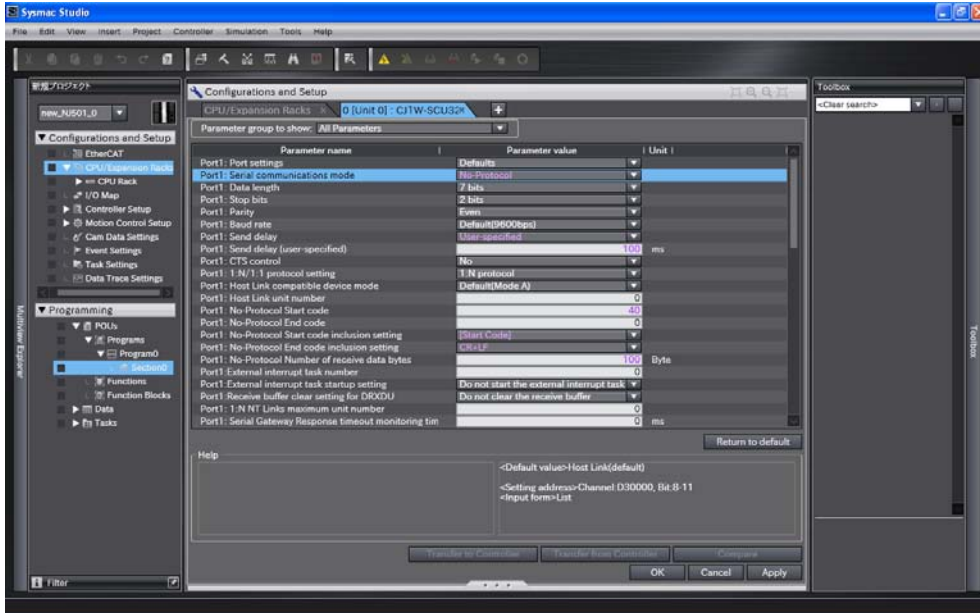 Sysmac Studio
File Edit View Insert Project Controller Simulation Tools Help
新規プロジェクト
new_NJ501_0
Configurations and Setup
EtherCAT
CPU/Expansion Racks
CPU Rack
I/O Map
Controller Setup
Motion Control Setup
Cam Data Settings
Event Settings
Task Settings
Data Trace Settings
Programming
POUs
Programs
Program0
Section0
Functions
Function Blocks
Data
Tasks
Filter
Multiview Explorer
Configurations and Setup
CPU/Expansion Racks
0 [Unit 0] : CJ1W-SCU32
Parameter group to show: All Parameters
Parameter name Parameter value Unit
Port1: Port settings Defaults
Port1: Serial communications mode No-Protocol
Port1: Data length 7 bits
Port1: Stop bits 2 bits
Port1: Parity Even
Port1: Baud rate Default(9600bps)
Port1: Send delay User-specified
Port1: Send delay (user-specified) 100 ms
Port1: CTS control No
Port1: 1:N/1:1 protocol setting 1:N protocol
Port1: Host Link compatible device mode Default(Mode A)
Port1: Host Link unit number 0
Port1: No-Protocol Start code 40
Port1: No-Protocol End code 0
Port1: No-Protocol Start code inclusion setting [Start Code]
Port1: No-Protocol End code inclusion setting CR+LF
Port1: No-Protocol Number of receive data bytes 100 Byte
Port1:External interrupt task number 0
Port1:External interrupt task startup setting Do not start the external interrupt task
Port1:Receive buffer clear setting for DRXDU Do not clear the receive buffer
Port1: 1:N NT Links maximum unit number 0
Port1: Serial Gateway Response timeout monitoring tim 0 ms
Return to default
Help
<Default value>Host Link(default)
<Setting address>Channel:D30000, Bit:8-11
<Input form>List
Transfer to Controller Transfer from Controller Compare
OK Cancel Apply
Toolbox
<Clear search>
Toolbox